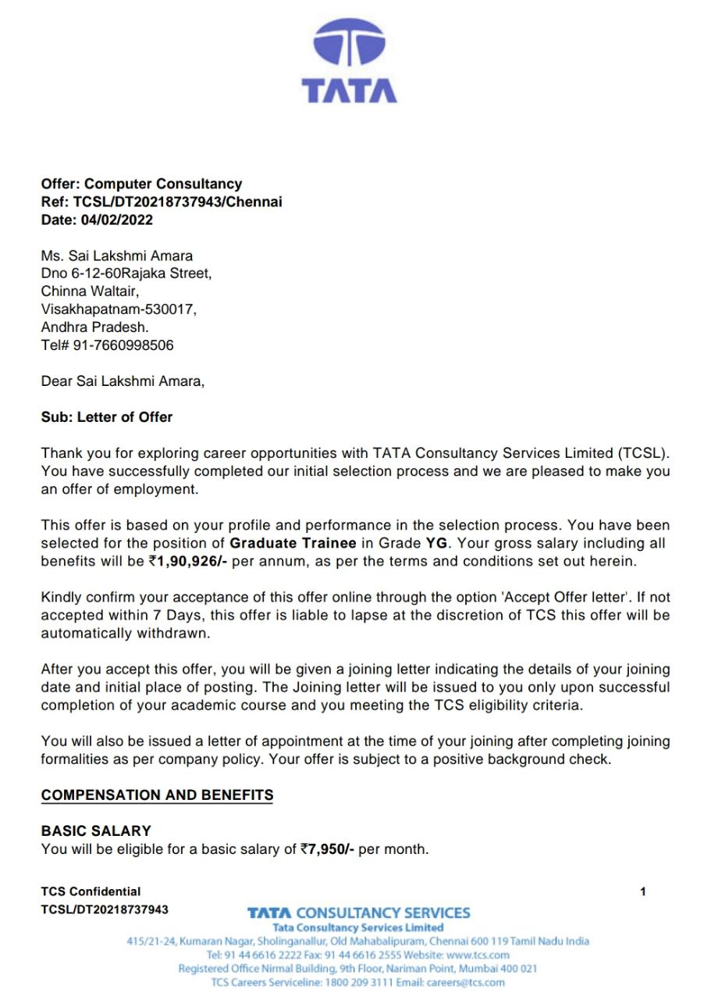 TATA
Offer: Computer Consultancy
Ref: TCSL/DT20218737943/Chennai
Date: 04/02/2022
Ms. Sai Lakshmi Amara
Dno 6-12-60Rajaka Street,
Chinna Waltair,
Visakhapatnam-530017,
Andhra Pradesh.
Tel# 91-7660998506
Dear Sai Lakshmi Amara,
Sub: Letter of Offer
Thank you for exploring career opportunities with TATA Consultancy Services Limited (TCSL).
You have successfully completed our initial selection process and we are pleased to make you
an offer of employment.
This offer is based on your profile and performance in the selection process. You have been
selected for the position of Graduate Trainee in Grade YG. Your gross salary including all
benefits will be ₹1,90,926/- per annum, as per the terms and conditions set out herein.
Kindly confirm your acceptance of this offer online through the option 'Accept Offer letter'. If not
accepted within 7 Days, this offer is liable to lapse at the discretion of TCS this offer will be
automatically withdrawn.
After you accept this offer, you will be given a joining letter indicating the details of your joining
date and initial place of posting. The Joining letter will be issued to you only upon successful
completion of your academic course and you meeting the TCS eligibility criteria.
You will also be issued a letter of appointment at the time of your joining after completing joining
formalities as per company policy. Your offer is subject to a positive background check.
COMPENSATION AND BENEFITS
BASIC SALARY
You will be eligible for a basic salary of ₹7,950/- per month.
TCS Confidential 1
TCSL/DT20218737943
TATA CONSULTANCY SERVICES
Tata Consultancy Services Limited
415/21-24, Kumaran Nagar, Sholinganallur, Old Mahabalipuram, Chennai 600 119 Tamil Nadu India
Tel: 91 44 6616 2222 Fax: 91 44 6616 2555 Website: www.tcs.com
Registered Office Nirmal Building, 9th Floor, Nariman Point, Mumbai 400 021
TCS Careers Serviceline: 1800 209 3111 Email: careers@tcs.com